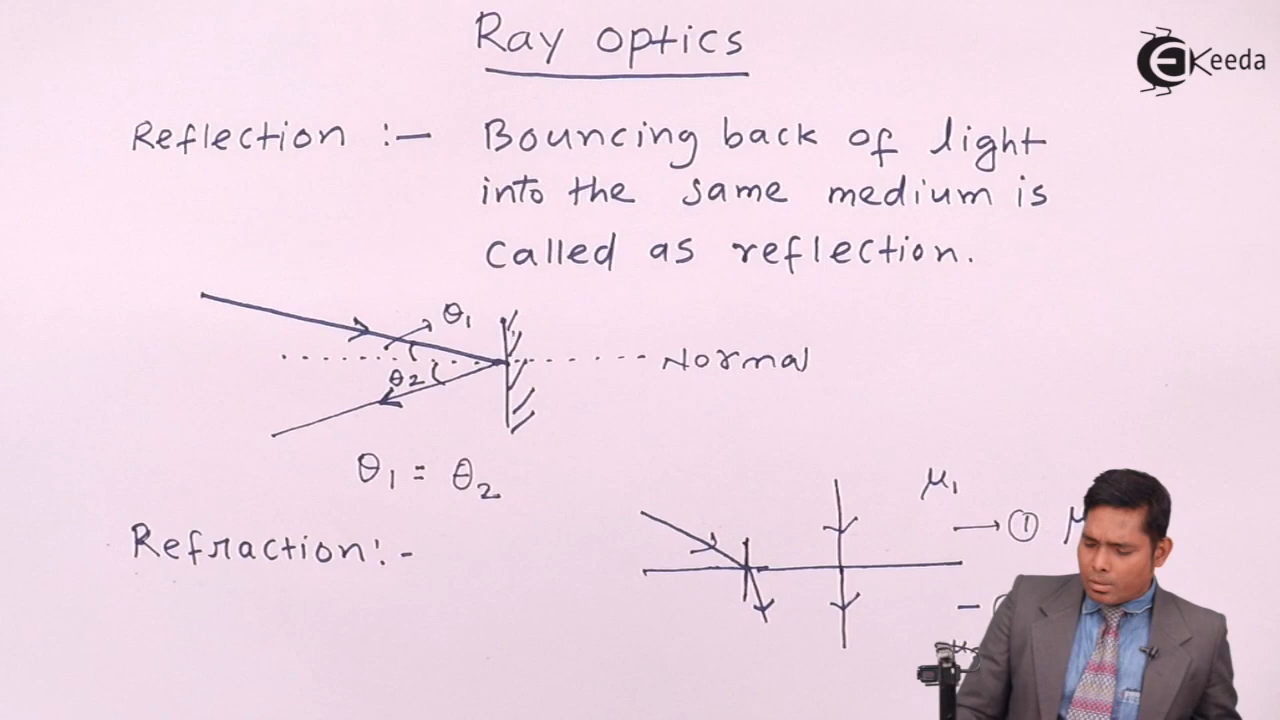 Ray optics
EKeeda
Reflection :- Bouncing back of light
into the same medium is
called as reflection.
θ1
Normal
θ2
θ1 = θ2
μ1
→ ① μ
Refraction :-